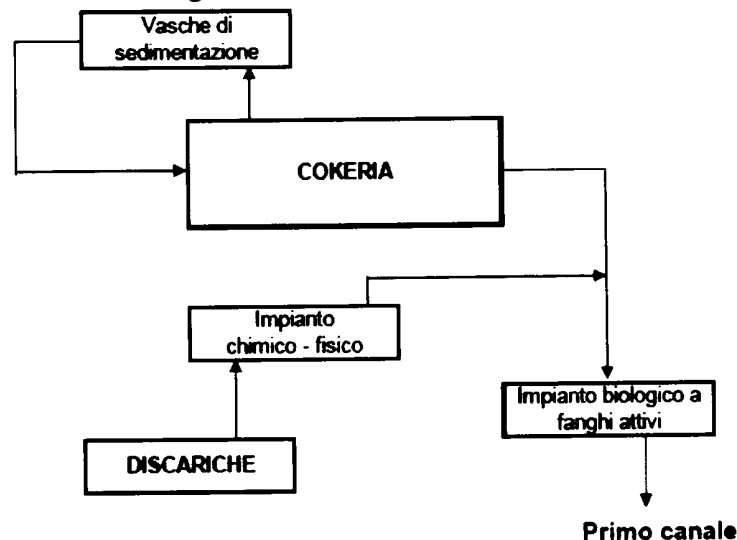 Vasche di
sedimentazione
COKERIA
Impianto
chimico - fisico
Impianto biologico a
fanghi attivi
DISCARICHE
Primo canale